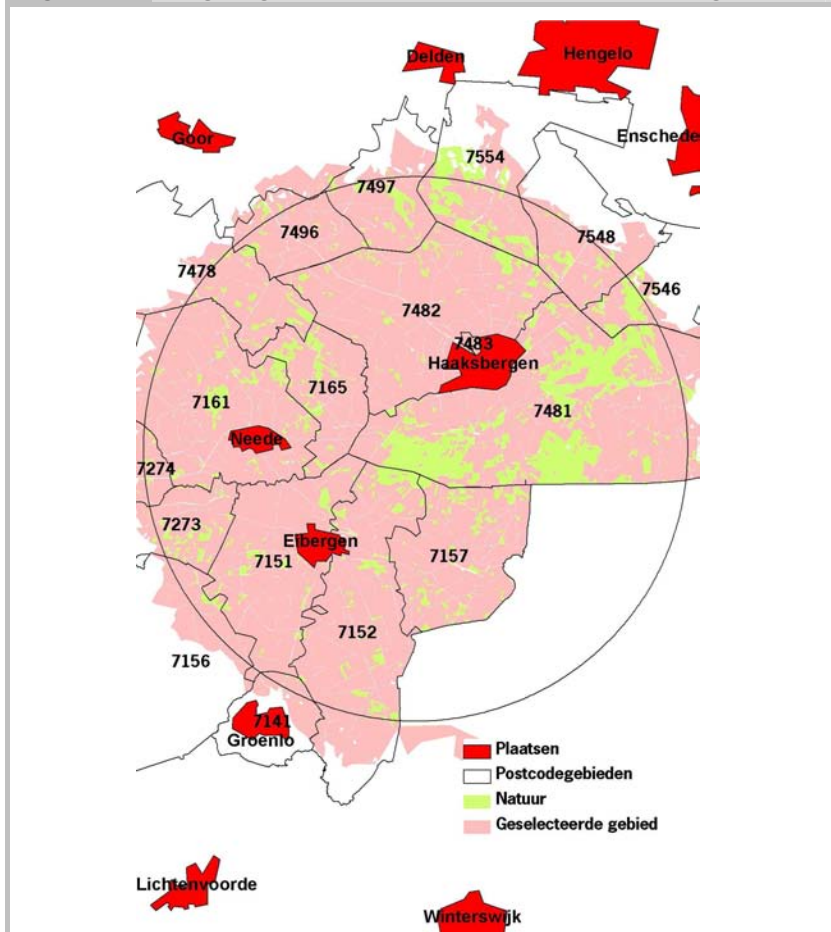 Delden
Hengelo
Goor
Enschede
7554
7497
7496
7548
7478
7546
7482
7483
Haaksbergen
7165
7161
7481
Neede
7274
7273
Eibergen
7151
7157
7152
7156
7141
Groenlo
Plaatsen
Postcodegebieden
Natuur
Geselecteerde gebied
Lichtenvoorde
Winterswijk